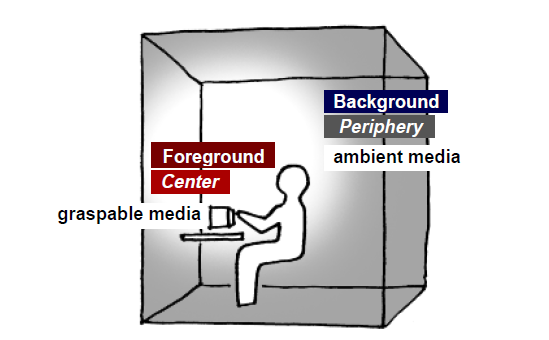 Background
Periphery
ambient media
Foreground
Center
graspable media